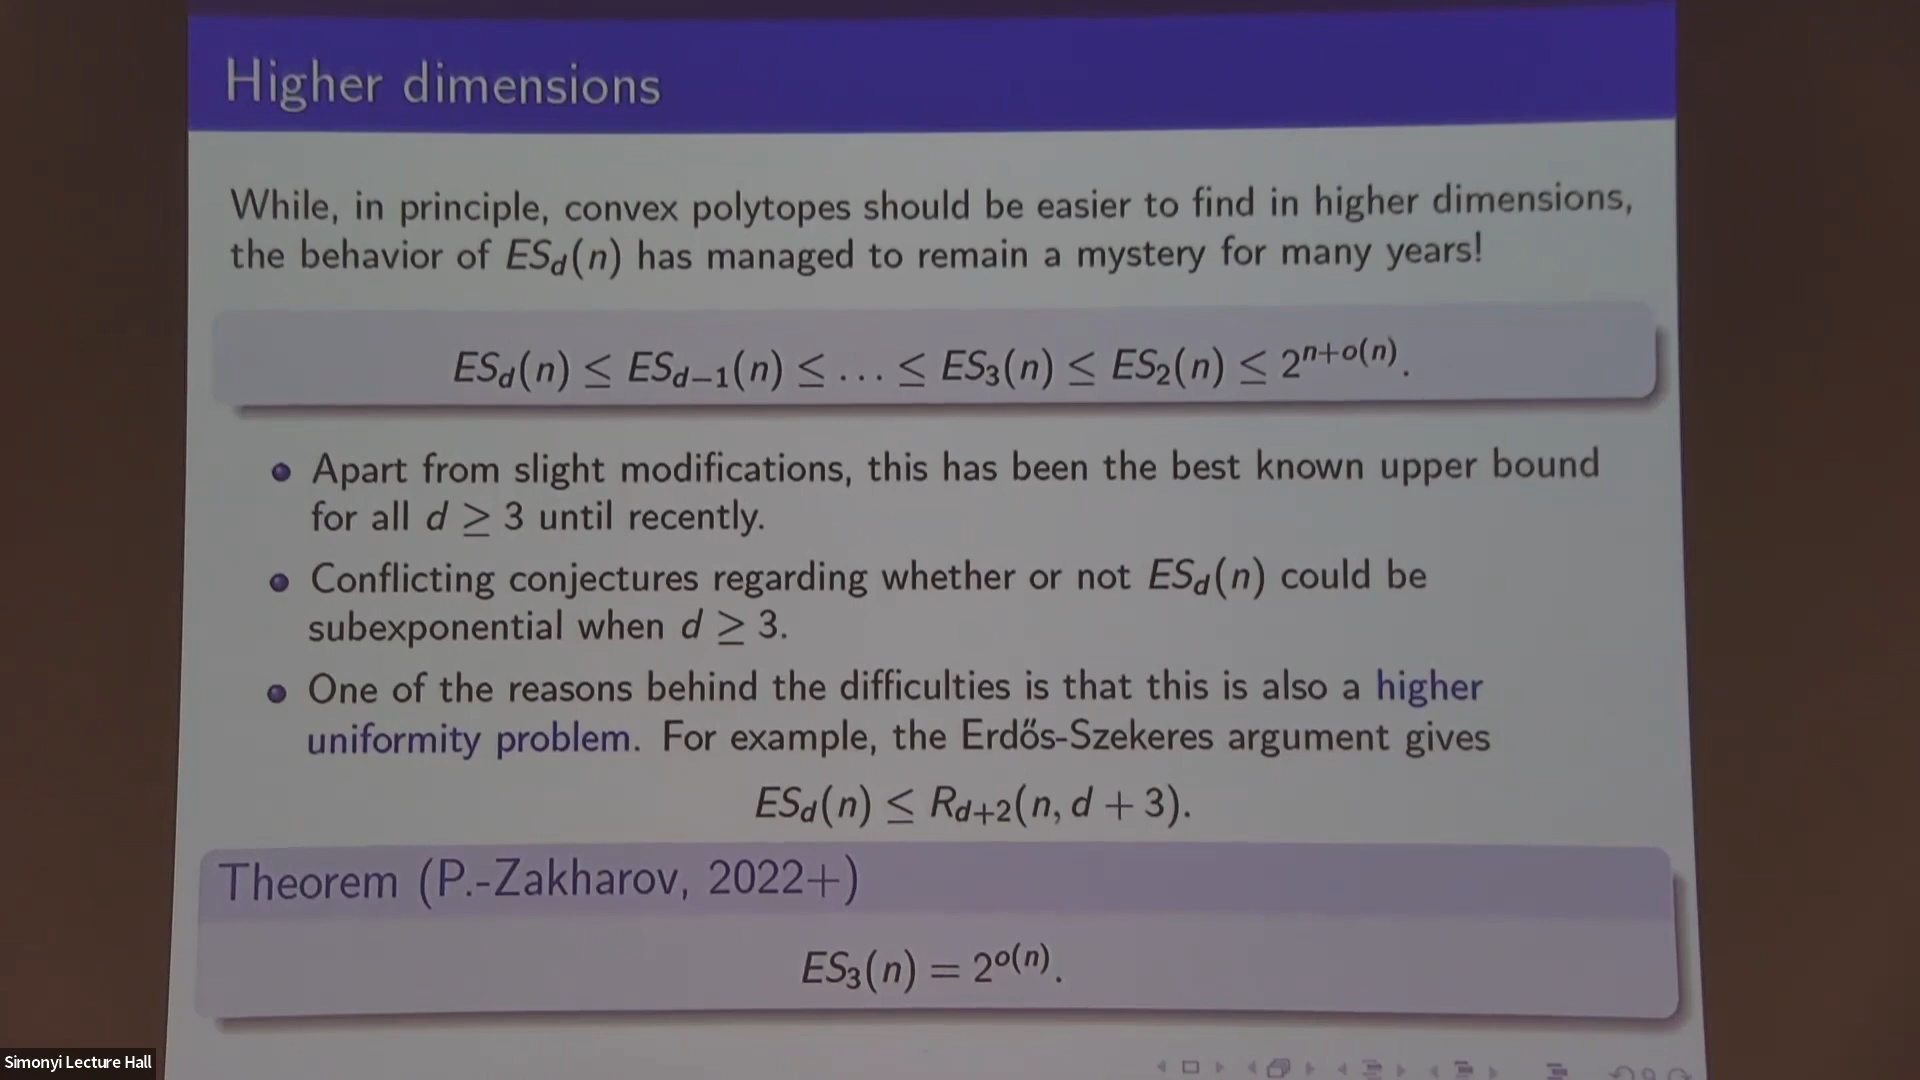 Higher dimensions
While, in principle, convex polytopes should be easier to find in higher dimensions,
the behavior of ES_d(n) has managed to remain a mystery for many years!
ES_d(n) ≤ ES_{d−1}(n) ≤ … ≤ ES_3(n) ≤ ES_2(n) ≤ 2^{n+o(n)}.
Apart from slight modifications, this has been the best known upper bound
for all d ≥ 3 until recently.
Conflicting conjectures regarding whether or not ES_d(n) could be
subexponential when d ≥ 3.
One of the reasons behind the difficulties is that this is also a higher
uniformity problem. For example, the Erdős-Szekeres argument gives
ES_d(n) ≤ R_{d+2}(n, d + 3).
Theorem (P.-Zakharov, 2022+)
ES_3(n) = 2^{o(n)}.
Simonyi Lecture Hall